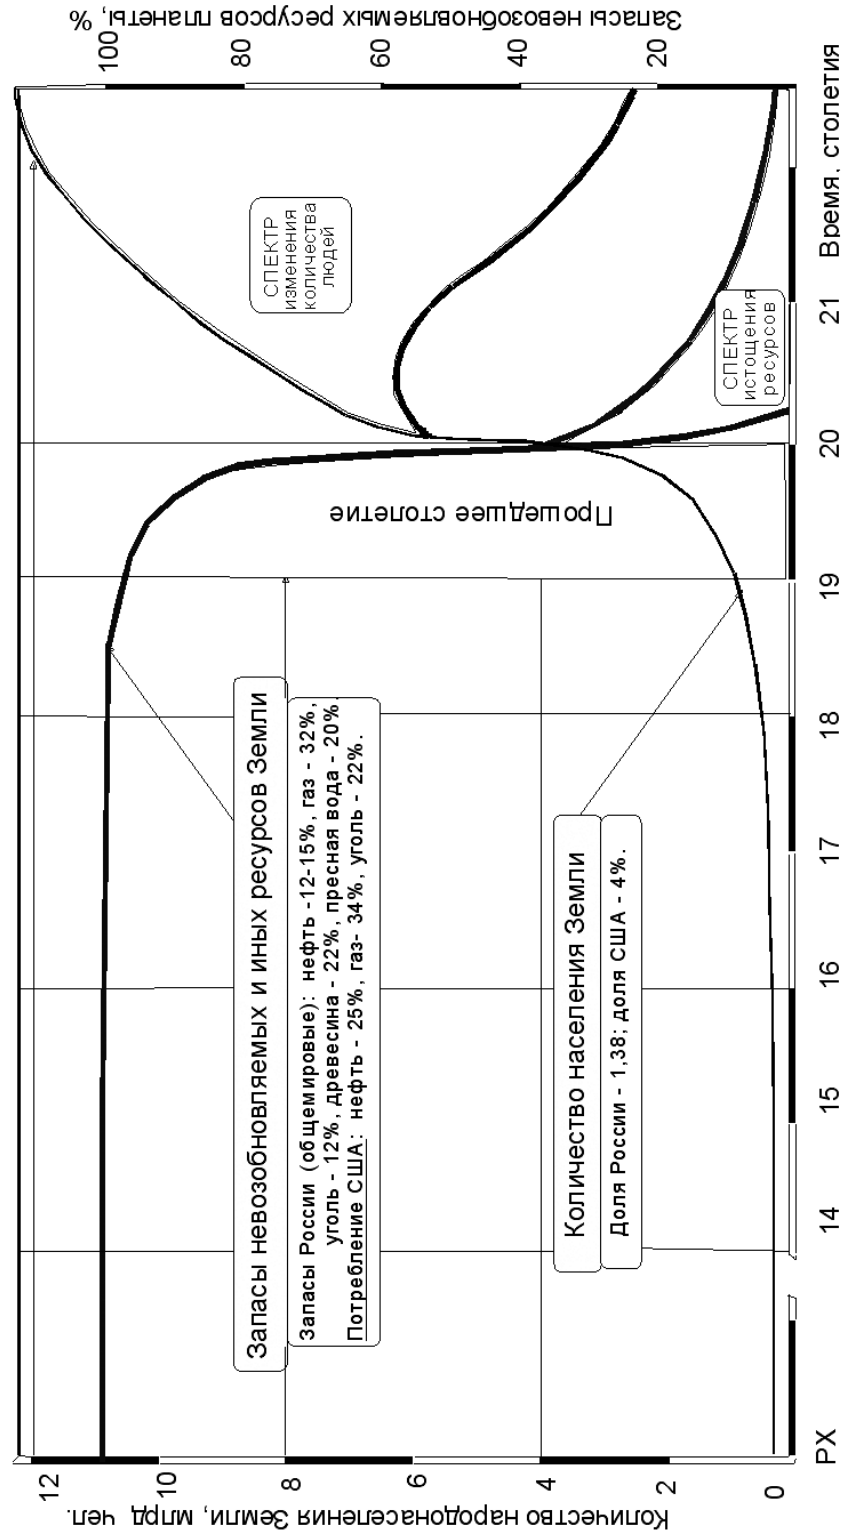 Количество народонаселения Земли, млрд. чел.
12
10
8
6
4
2
0
Запасы невозобновляемых ресурсов планеты, %
100
80
60
40
20
СПЕКТР
изменения
количества
людей
СПЕКТР
истощения
ресурсов
Прошедшее столетие
Запасы невозобновляемых и иных ресурсов Земли
Запасы России (общемировые): нефть -12-15%, газ - 32%,
уголь - 12%, древесина - 22%, пресная вода - 20%.
Потребление США: нефть - 25%, газ- 34%, уголь - 22%.
Количество населения Земли
Доля России - 1,38; доля США - 4%.
РХ
14
15
16
17
18
19
20
21
Время, столетия